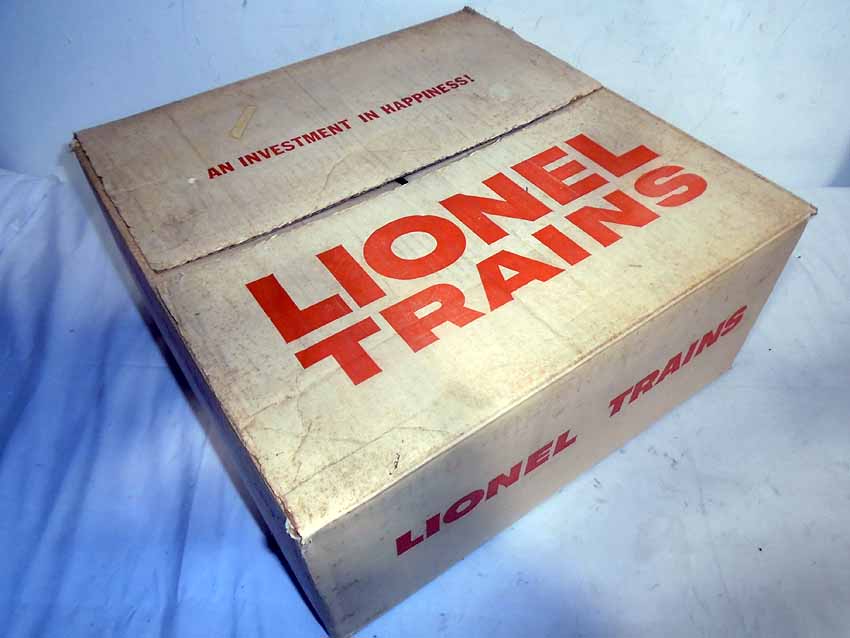 AN INVESTMENT IN HAPPINESS!
LIONEL
TRAINS
LIONEL TRAINS